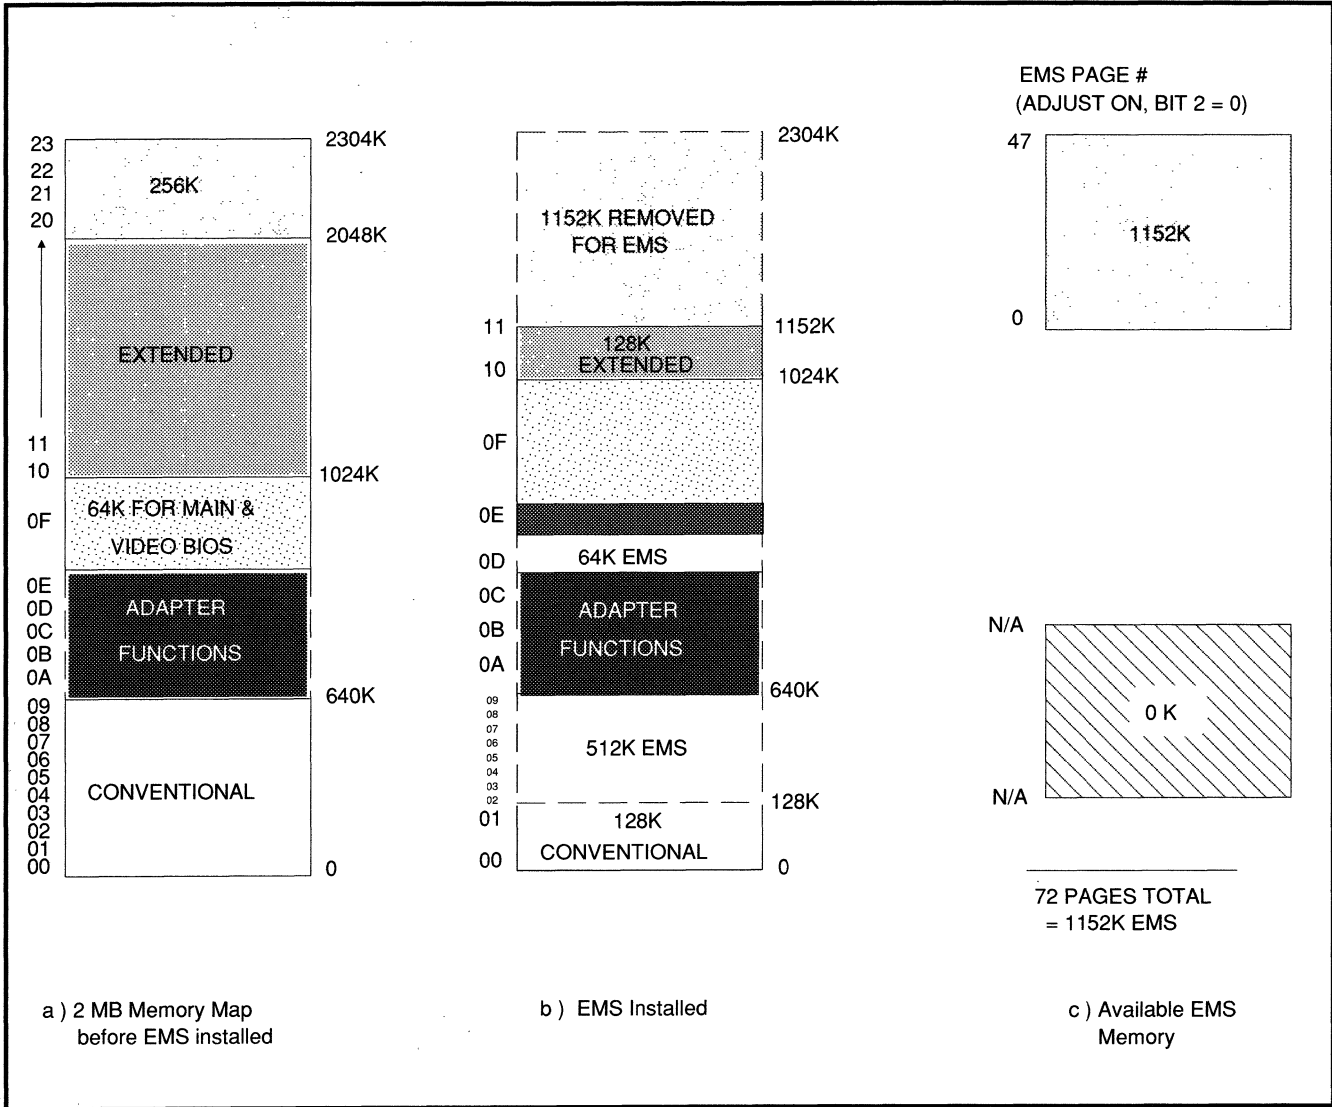 EMS PAGE #
(ADJUST ON, BIT 2 = 0)
23
22
21
20
11
10
0F
0E
0D
0C
0B
0A
09
08
07
06
05
04
03
02
01
00
256K
EXTENDED
64K FOR MAIN &
VIDEO BIOS
ADAPTER
FUNCTIONS
CONVENTIONAL
2304K
2048K
1024K
640K
0
a ) 2 MB Memory Map
before EMS installed
11
10
0F
0E
0D
0C
0B
0A
09
08
07
06
05
04
03
02
01
00
1152K REMOVED
FOR EMS
128K
EXTENDED
64K EMS
ADAPTER
FUNCTIONS
512K EMS
128K
CONVENTIONAL
2304K
1152K
1024K
640K
128K
0
b ) EMS Installed
47
1152K
0
N/A
0 K
N/A
72 PAGES TOTAL
= 1152K EMS
c ) Available EMS
Memory